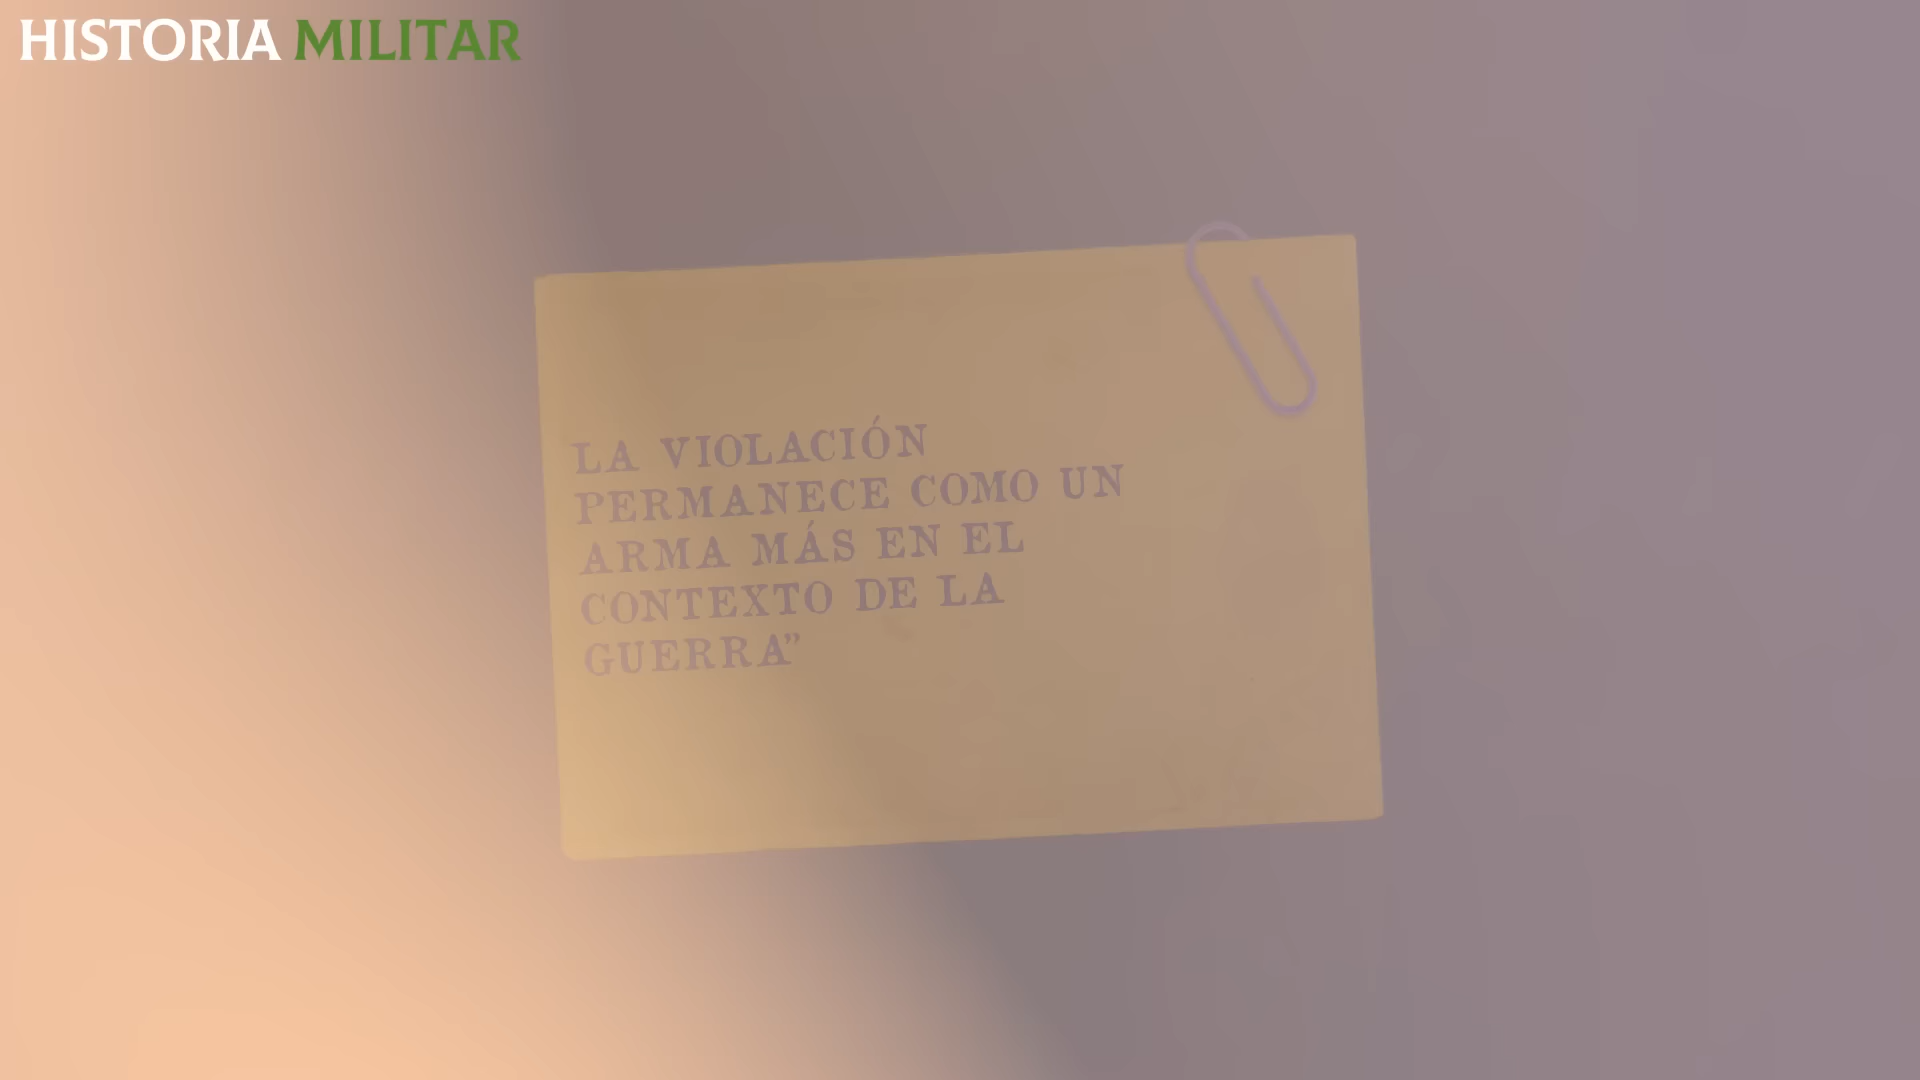 HISTORIA MILITAR
LA VIOLACIÓN
PERMANECE COMO UN
ARMA MÁS EN EL
CONTEXTO DE LA
GUERRA”